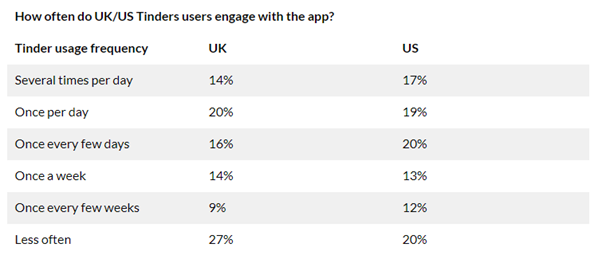 How often do UK/US Tinders users engage with the app?
Tinder usage frequency UK US
Several times per day 14% 17%
Once per day 20% 19%
Once every few days 16% 20%
Once a week 14% 13%
Once every few weeks 9% 12%
Less often 27% 20%